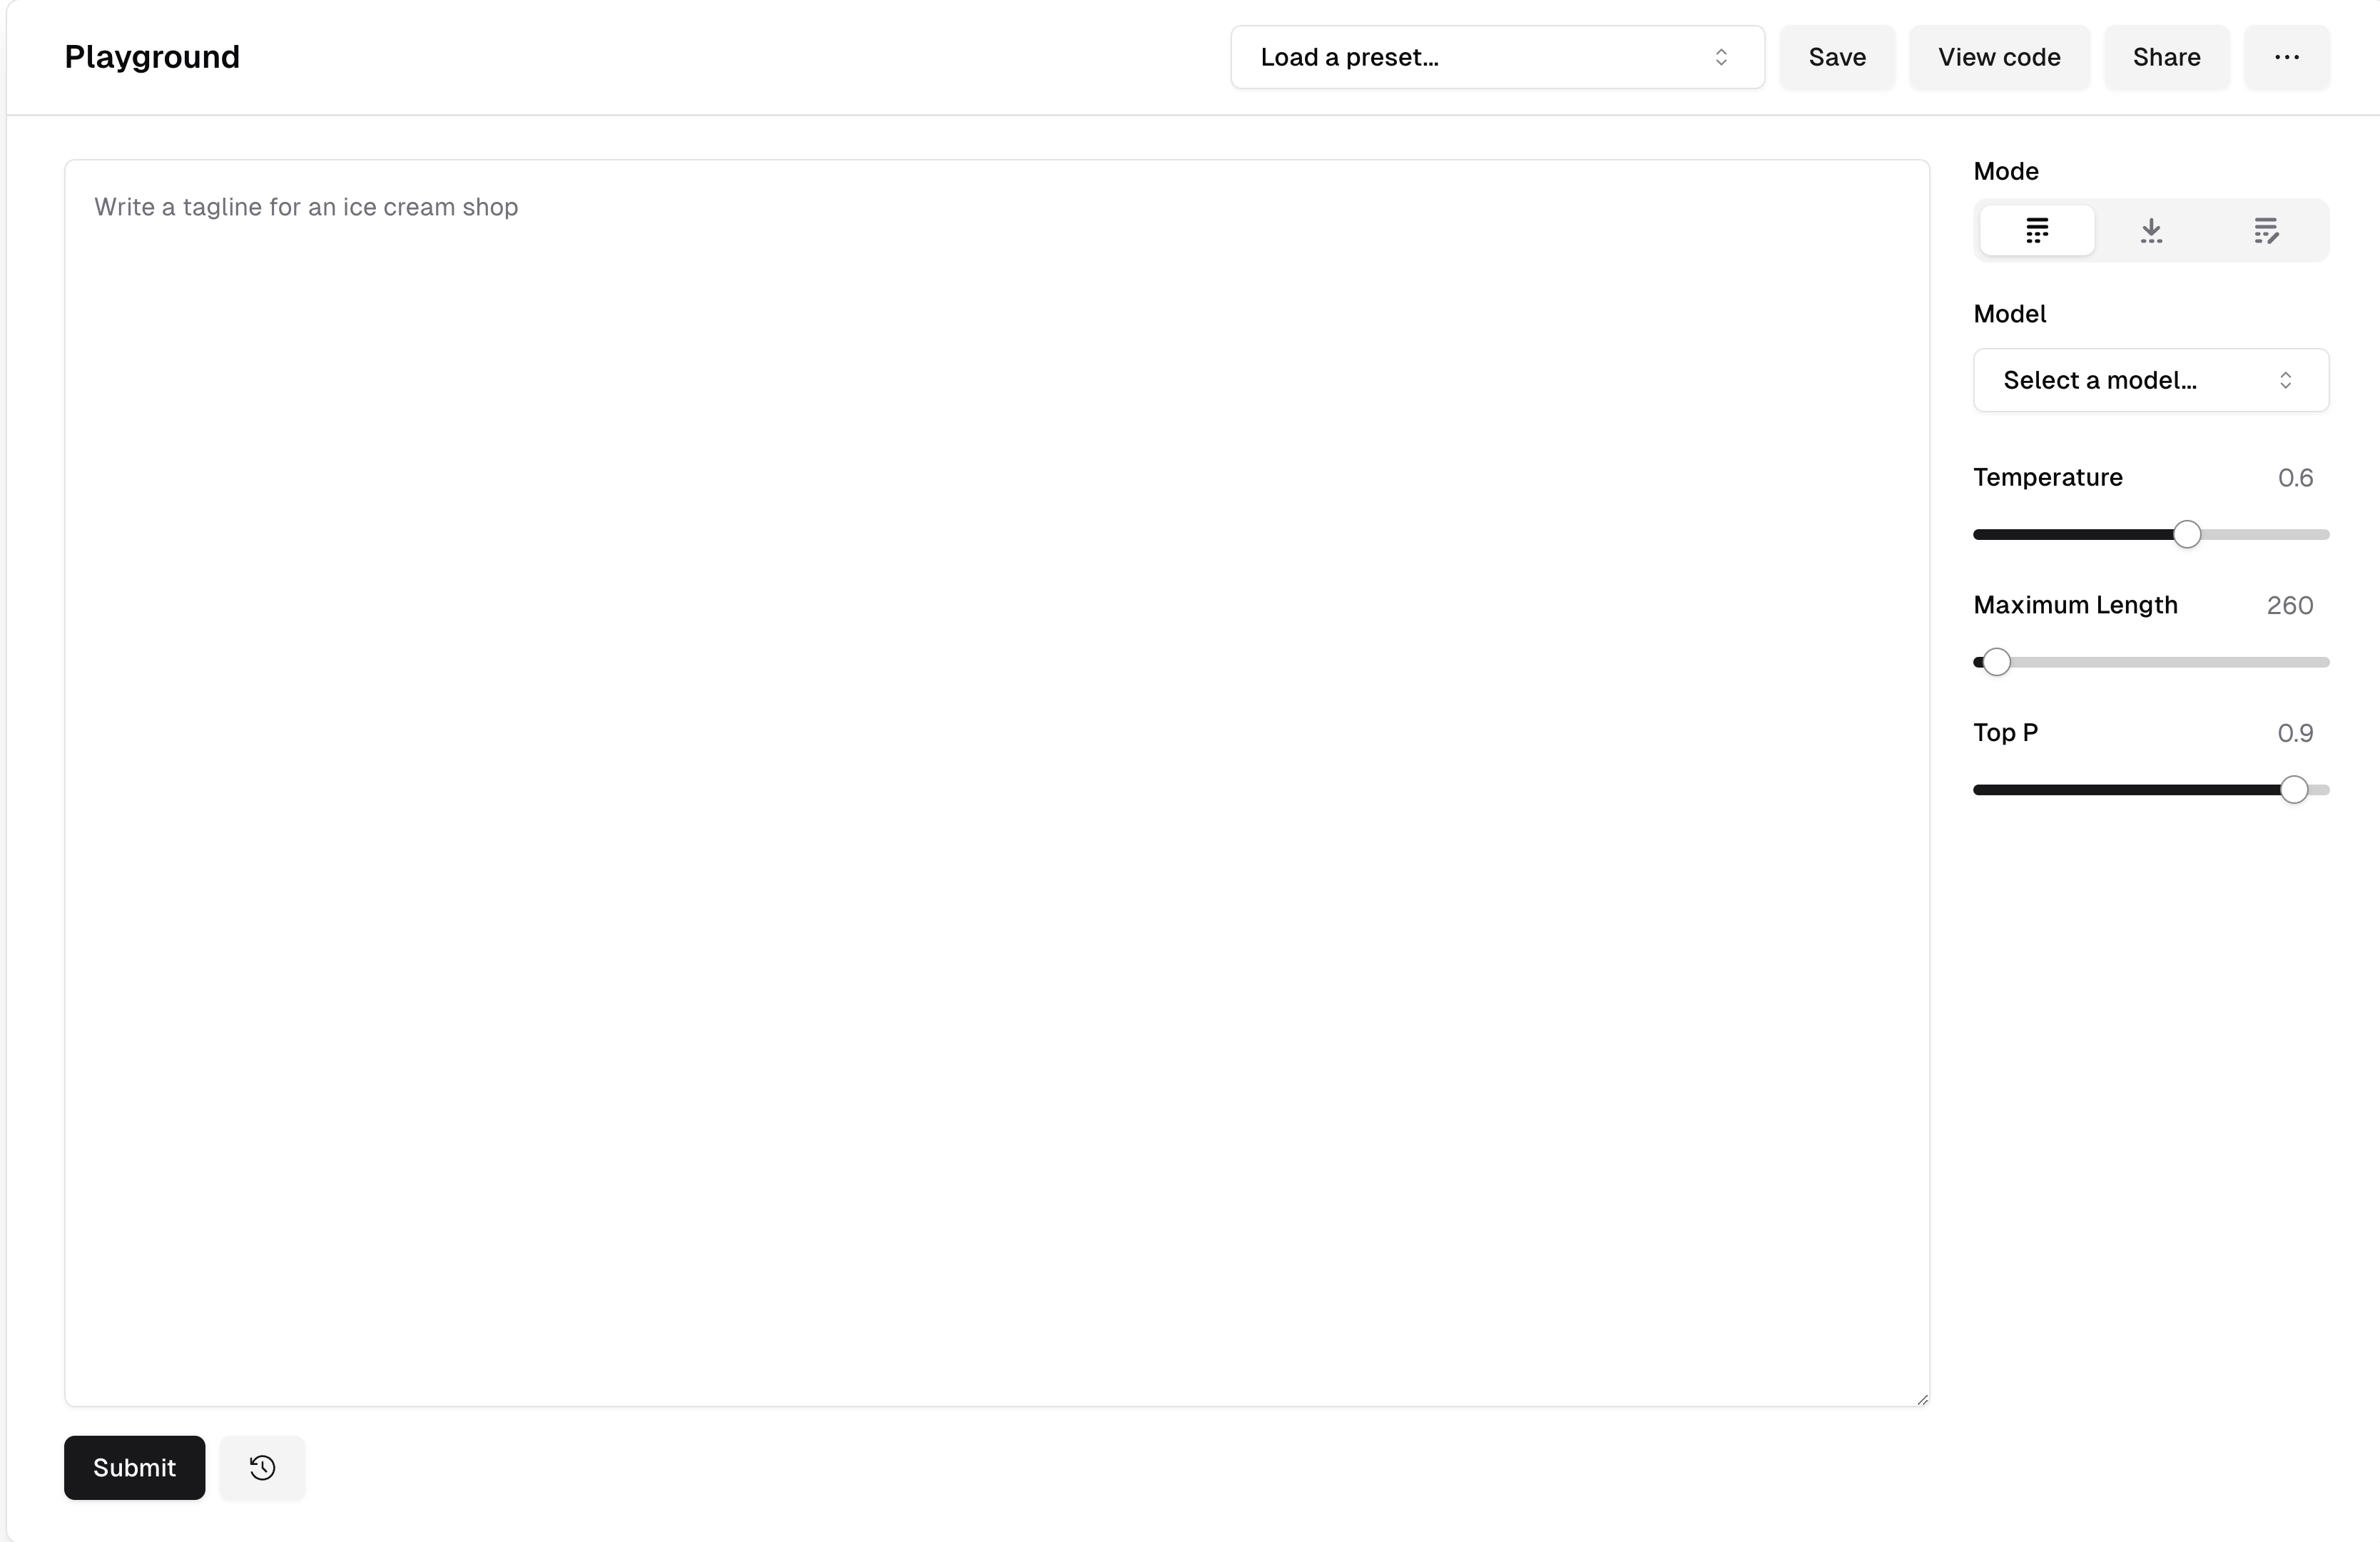 Playground
Load a preset...
Save
View code
Share
Write a tagline for an ice cream shop
Mode
Model
Select a model...
Temperature
0.6
Maximum Length
260
Top P
0.9
Submit